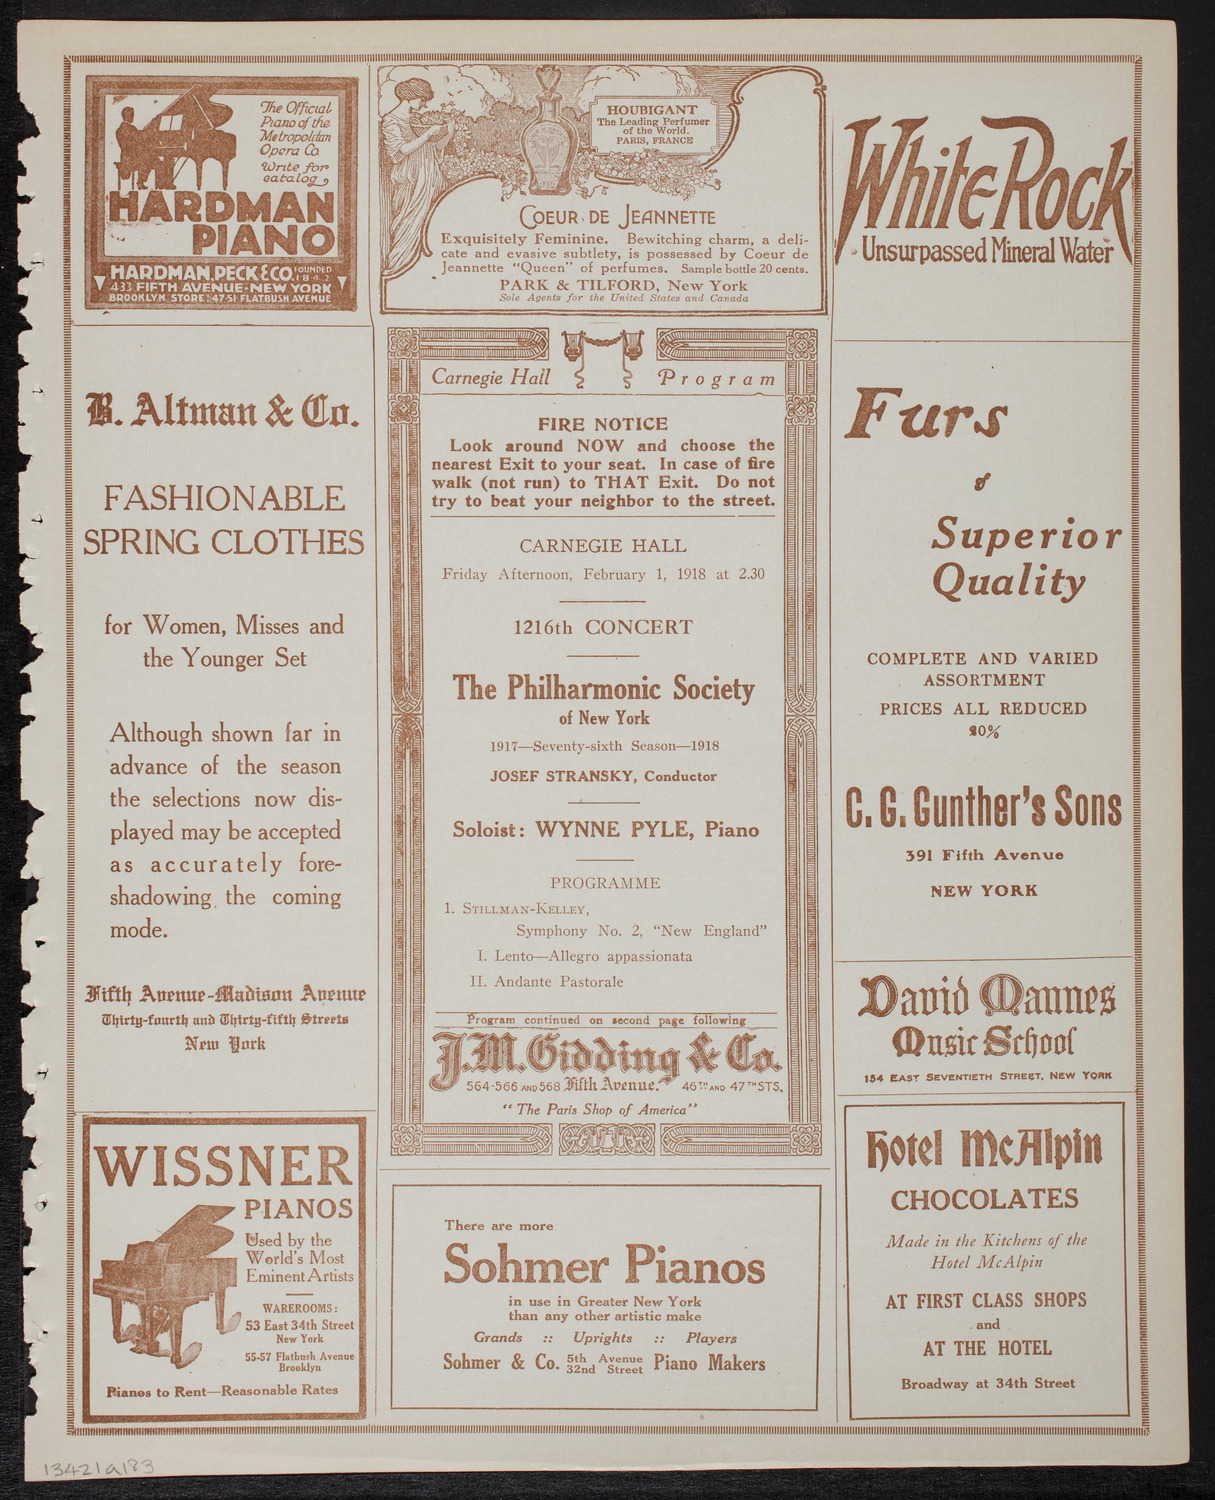 The Official
Piano of the
Metropolitan
Opera Co.
Write for
catalog
HARDMAN
PIANO
HARDMAN, PECK & CO. FOUNDED 1842
433 FIFTH AVENUE-NEW YORK
BROOKLYN STORE: 47-51 FLATBUSH AVENUE
B. Altman & Co.
FASHIONABLE
SPRING CLOTHES
for Women, Misses and
the Younger Set
Although shown far in
advance of the season
the selections now dis-
played may be accepted
as accurately fore-
shadowing the coming
mode.
Fifth Avenue-Madison Avenue
Thirty-fourth and Thirty-fifth Streets
New York
WISSNER
PIANOS
Used by the
World's Most
Eminent Artists
WAREROOMS:
53 East 34th Street
New York
55-57 Flatbush Avenue
Brooklyn
Pianos to Rent—Reasonable Rates
HOUBIGANT
The Leading Perfumer
of the World.
PARIS, FRANCE
COEUR DE JEANNETTE
Exquisitely Feminine. Bewitching charm, a deli-
cate and evasive subtlety, is possessed by Coeur de
Jeannette "Queen" of perfumes. Sample bottle 20 cents.
PARK & TILFORD, New York
Sole Agents for the United States and Canada
Carnegie Hall Program
FIRE NOTICE
Look around NOW and choose the
nearest Exit to your seat. In case of fire
walk (not run) to THAT Exit. Do not
try to beat your neighbor to the street.
CARNEGIE HALL
Friday Afternoon, February 1, 1918 at 2.30
1216th CONCERT
The Philharmonic Society
of New York
1917—Seventy-sixth Season—1918
JOSEF STRANSKY, Conductor
Soloist: WYNNE PYLE, Piano
PROGRAMME
1. STILLMAN-KELLEY,
Symphony No. 2, "New England"
I. Lento—Allegro appassionata
II. Andante Pastorale
Program continued on second page following
J.M. Gidding & Co.
564-566 AND 568 Fifth Avenue. 46TH AND 47TH STS.
"The Paris Shop of America"
There are more
Sohmer Pianos
in use in Greater New York
than any other artistic make
Grands :: Uprights :: Players
Sohmer & Co. 5th Avenue 32nd Street Piano Makers
White Rock
Unsurpassed Mineral Water
Furs
of
Superior
Quality
COMPLETE AND VARIED
ASSORTMENT
PRICES ALL REDUCED
20%
C. G. Gunther's Sons
391 Fifth Avenue
NEW YORK
David Mannes
Music School
154 EAST SEVENTIETH STREET, NEW YORK
Hotel McAlpin
CHOCOLATES
Made in the Kitchens of the
Hotel McAlpin
AT FIRST CLASS SHOPS
and
AT THE HOTEL
Broadway at 34th Street
13421a183